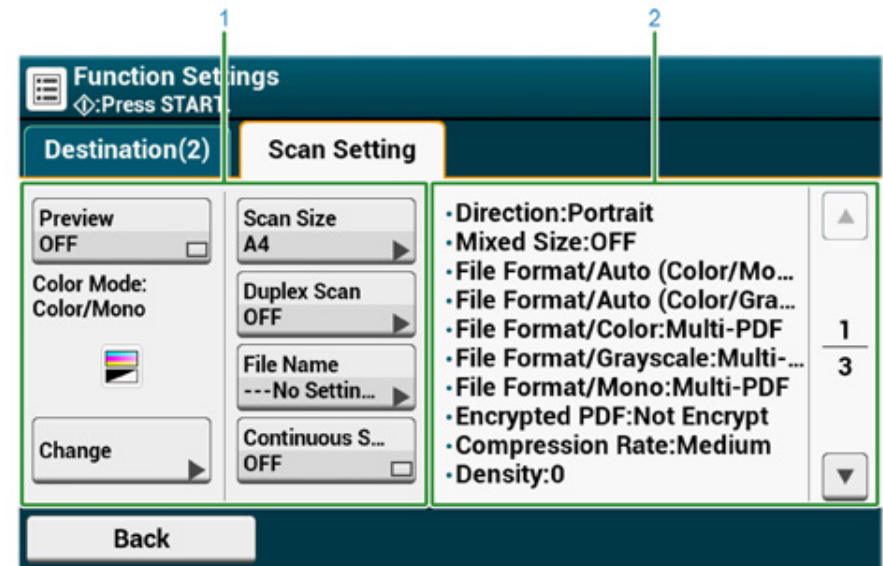 1
2
Function Settings
:Press START.
Destination(2)
Scan Setting
Preview
OFF
Color Mode:
Color/Mono
Change
Scan Size
A4
Duplex Scan
OFF
File Name
---No Settin...
Continuous S...
OFF
•Direction:Portrait
•Mixed Size:OFF
•File Format/Auto (Color/Mo...
•File Format/Auto (Color/Gra...
•File Format/Color:Multi-PDF
•File Format/Grayscale:Multi-...
•File Format/Mono:Multi-PDF
•Encrypted PDF:Not Encrypt
•Compression Rate:Medium
•Density:0
1
3
Back